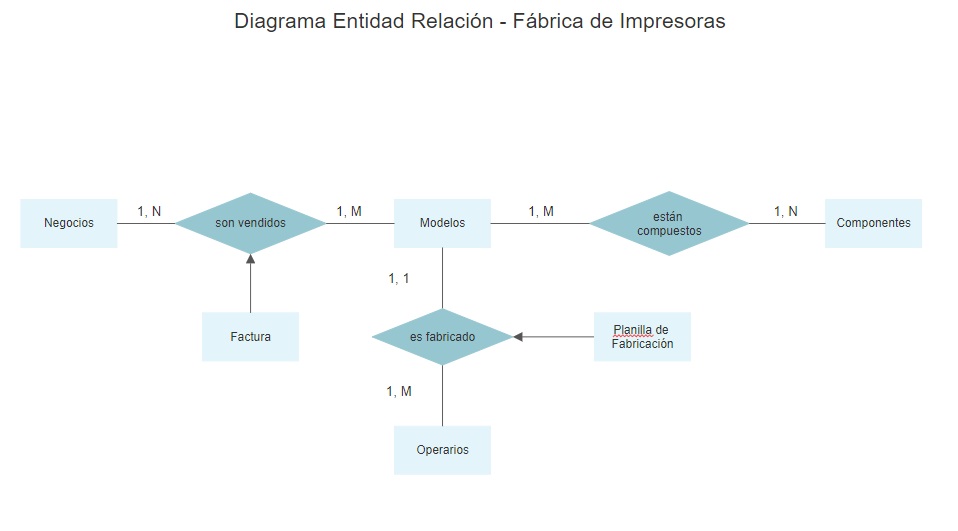 Diagrama Entidad Relación - Fábrica de Impresoras
Negocios
1, N
son vendidos
1, M
Modelos
1, M
están
compuestos
1, N
Componentes
1, 1
Factura
es fabricado
Planilla de
Fabricación
1, M
Operarios